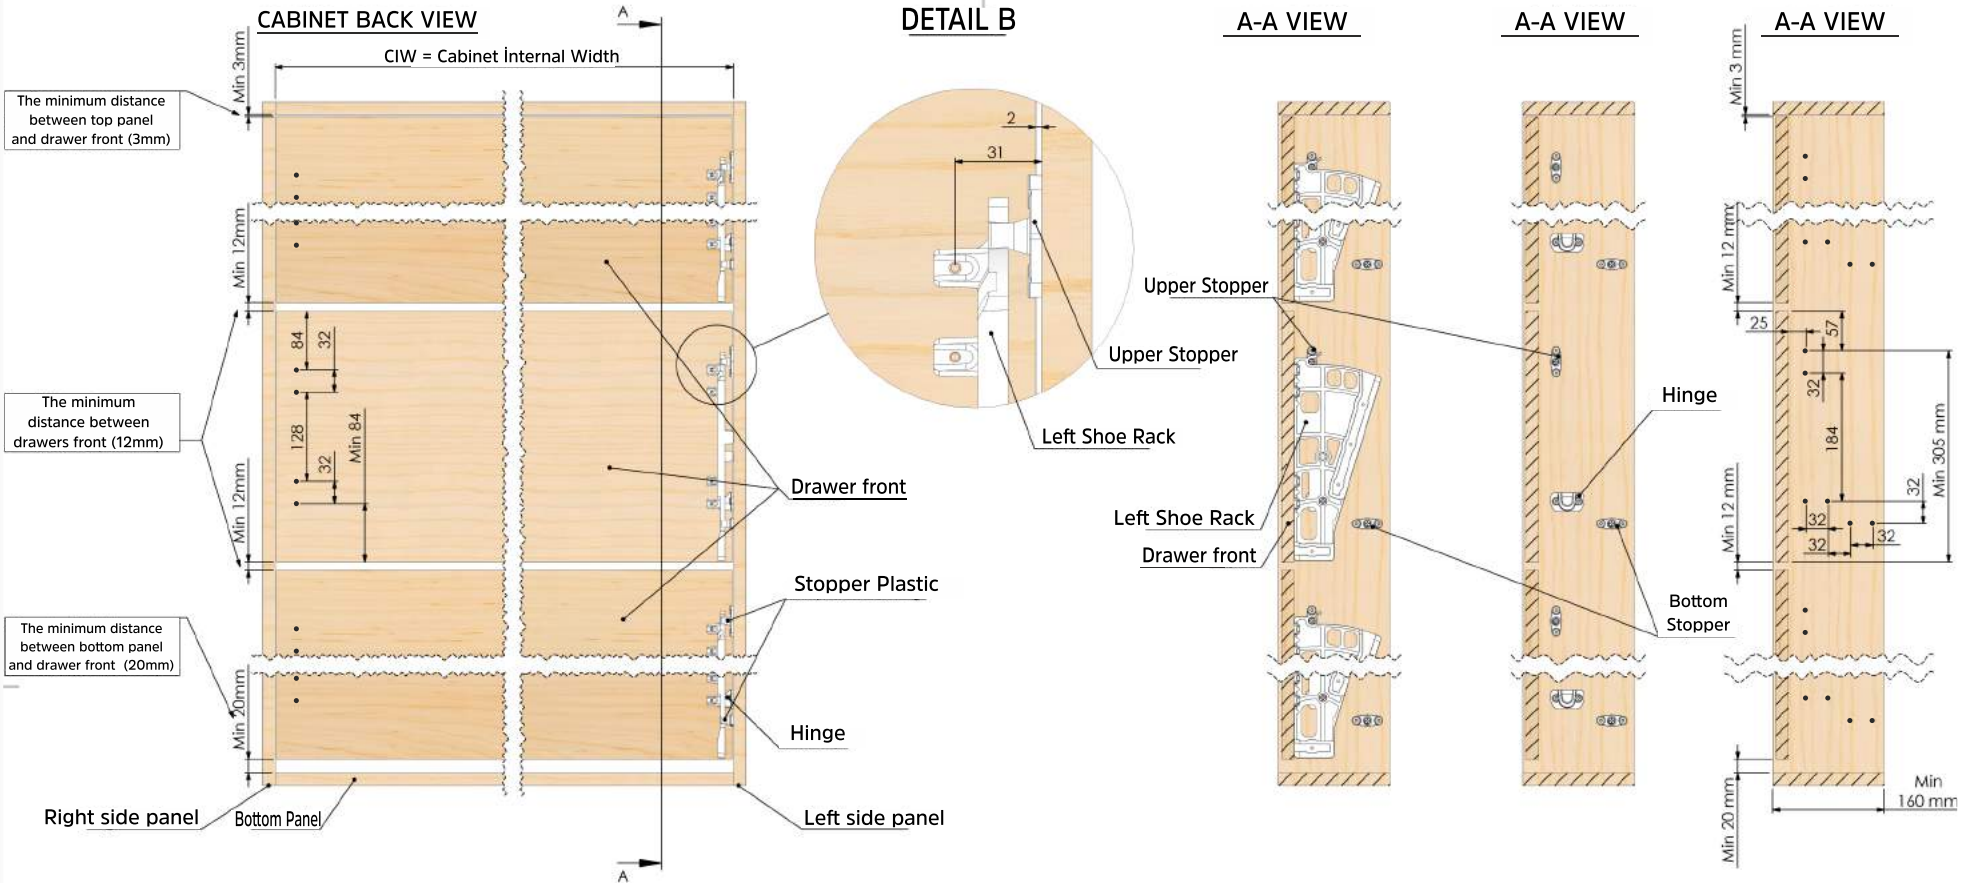 CABINET BACK VIEW
A
DETAIL B
A-A VIEW
A-A VIEW
A-A VIEW
CIW = Cabinet İnternal Width
Min 3mm
The minimum distance
between top panel
and drawer front (3mm)
Min 12mm
84
32
128
32
Min 84
The minimum
distance between
drawers front (12mm)
Min 12mm
The minimum distance
between bottom panel
and drawer front (20mm)
Min 20mm
Right side panel
Bottom Panel
Left side panel
A
2
31
Upper Stopper
Left Shoe Rack
Drawer front
Stopper Plastic
Hinge
Upper Stopper
Left Shoe Rack
Drawer front
Hinge
Bottom
Stopper
Min 3 mm
Min 12 mm
25
57
32
184
Min 305 mm
32
Min 12 mm
32
32
32
Min 20 mm
Min
160 mm